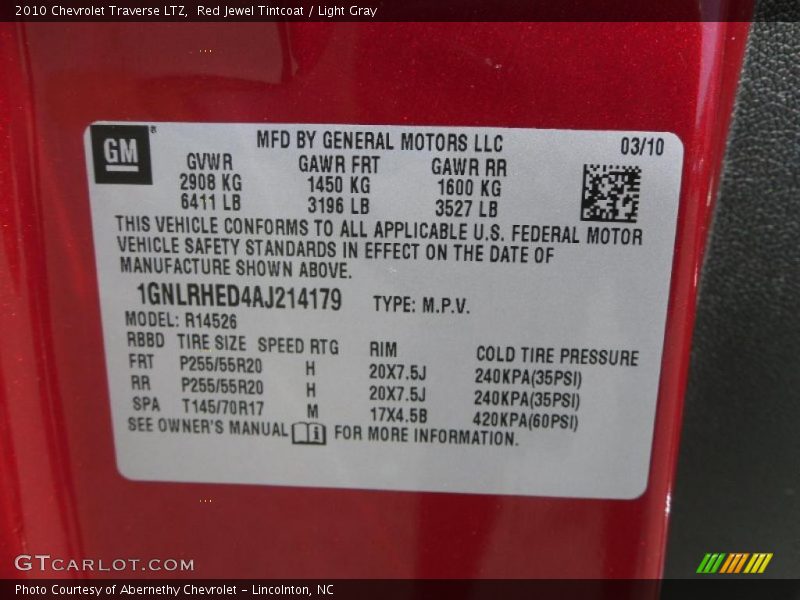 2010 Chevrolet Traverse LTZ, Red Jewel Tintcoat / Light Gray
GM
MFD BY GENERAL MOTORS LLC 03/10
GVWR GAWR FRT GAWR RR
2908 KG 1450 KG 1600 KG
6411 LB 3196 LB 3527 LB
THIS VEHICLE CONFORMS TO ALL APPLICABLE U.S. FEDERAL MOTOR
VEHICLE SAFETY STANDARDS IN EFFECT ON THE DATE OF
MANUFACTURE SHOWN ABOVE.
1GNLRHED4AJ214179 TYPE: M.P.V.
MODEL: R14526
RBBD TIRE SIZE SPEED RTG RIM COLD TIRE PRESSURE
FRT P255/55R20 H 20X7.5J 240KPA(35PSI)
RR P255/55R20 H 20X7.5J 240KPA(35PSI)
SPA T145/70R17 M 17X4.5B 420KPA(60PSI)
SEE OWNER'S MANUAL i FOR MORE INFORMATION.
GTCARLOT.COM
Photo Courtesy of Abernethy Chevrolet - Lincolnton, NC